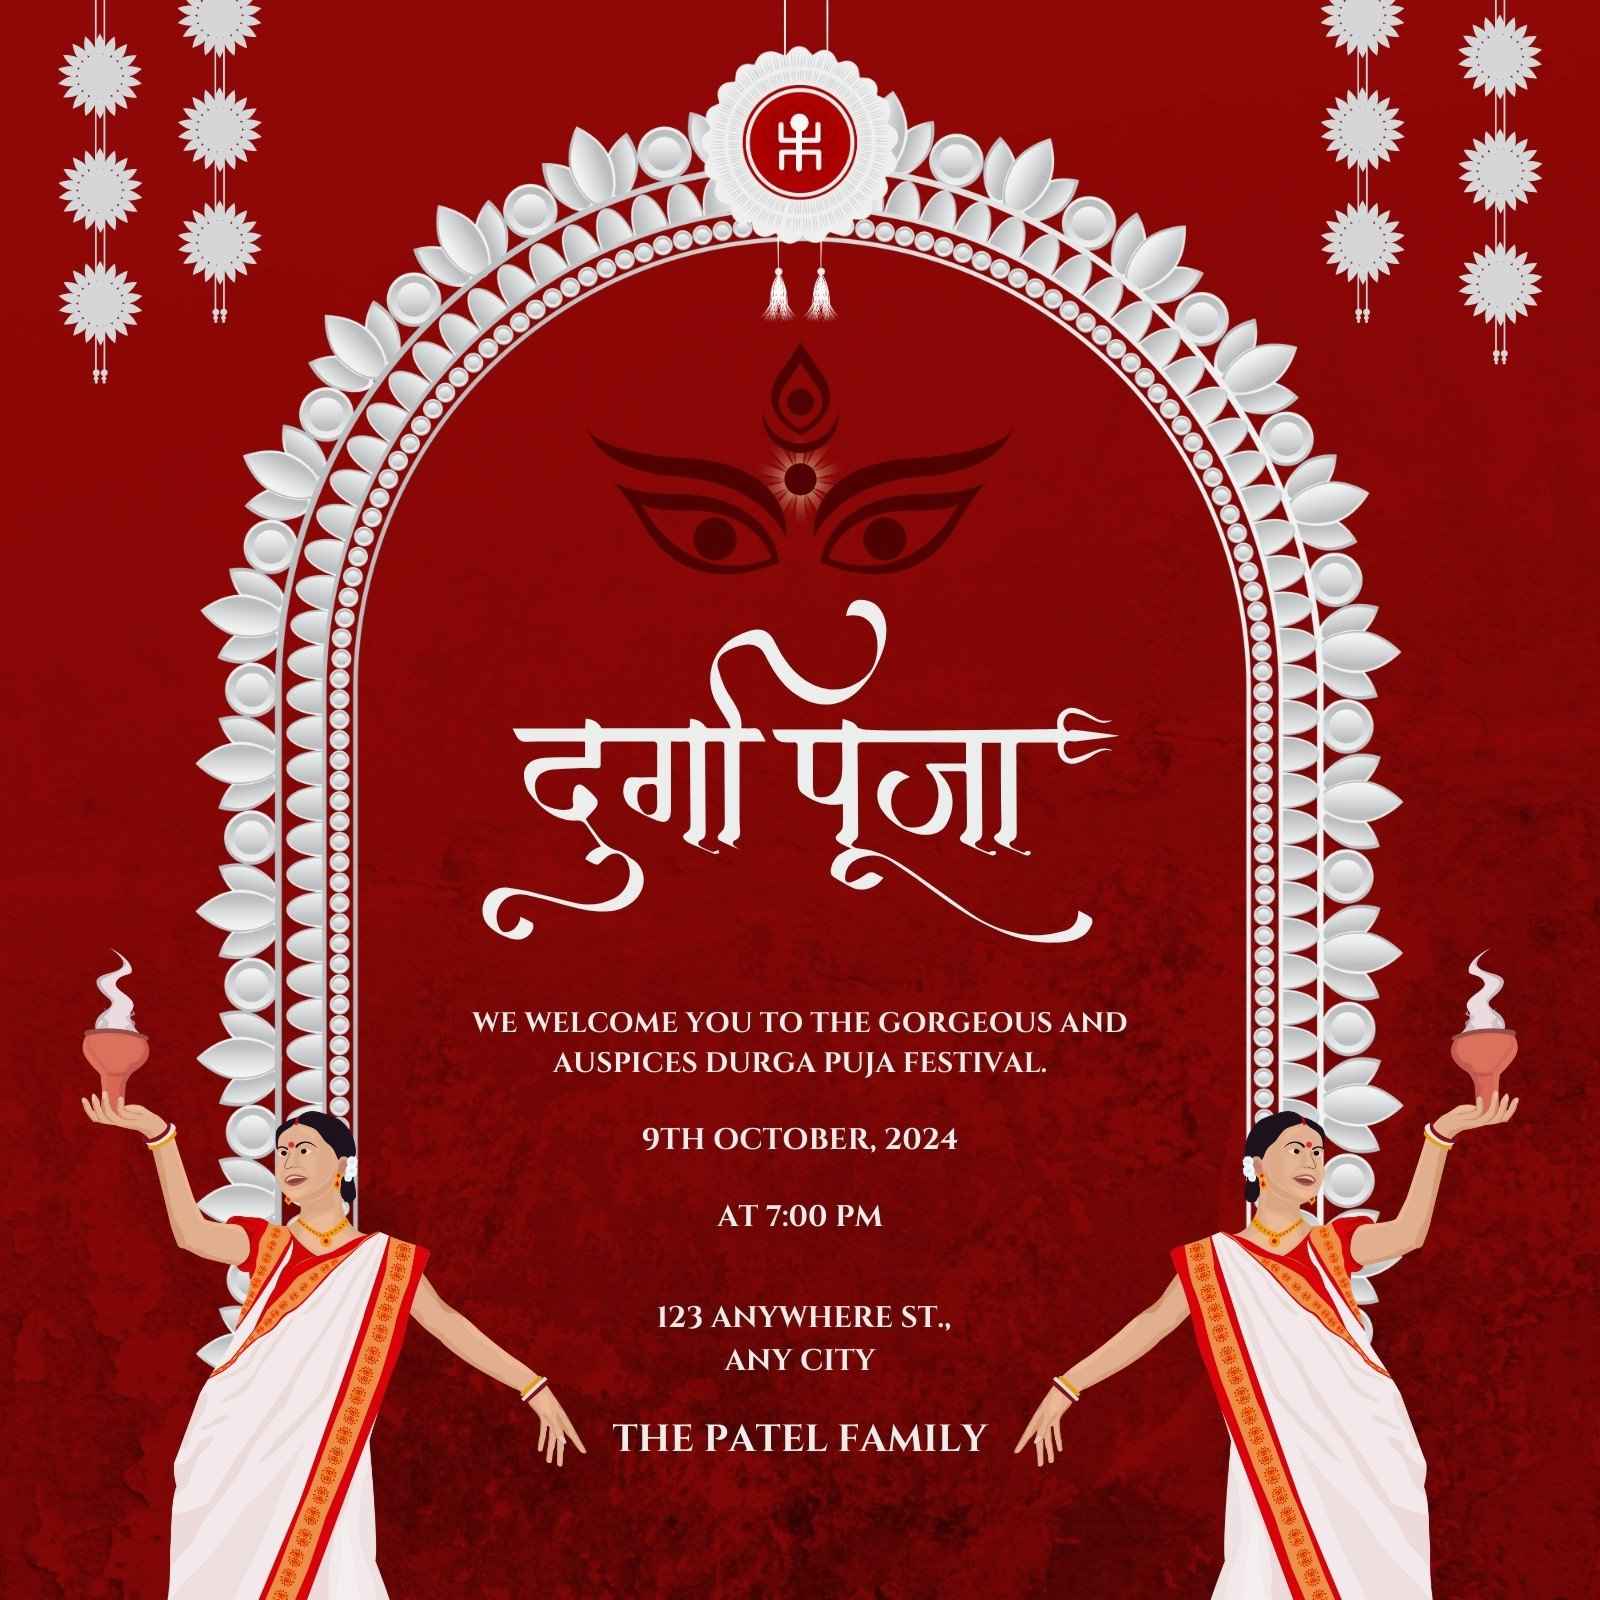 दुर्गा पूजा
WE WELCOME YOU TO THE GORGEOUS AND
AUSPICES DURGA PUJA FESTIVAL.
9TH OCTOBER, 2024
AT 7:00 PM
123 ANYWHERE ST.,
ANY CITY
THE PATEL FAMILY